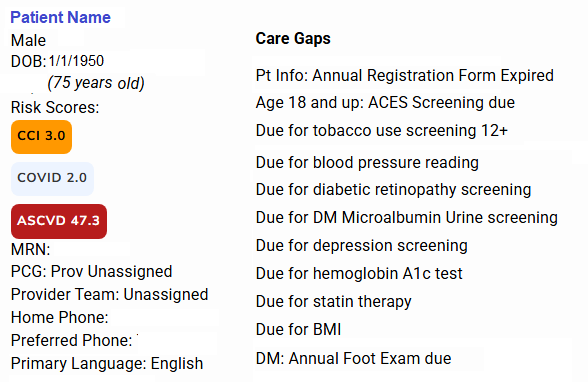 Patient Name
Male
DOB: 1/1/1950
(75 years old)
Risk Scores:
CCI 3.0
COVID 2.0
ASCVD 47.3
MRN:
PCG: Prov Unassigned
Provider Team: Unassigned
Home Phone:
Preferred Phone:
Primary Language: English
Care Gaps
Pt Info: Annual Registration Form Expired
Age 18 and up: ACES Screening due
Due for tobacco use screening 12+
Due for blood pressure reading
Due for diabetic retinopathy screening
Due for DM Microalbumin Urine screening
Due for depression screening
Due for hemoglobin A1c test
Due for statin therapy
Due for BMI
DM: Annual Foot Exam due